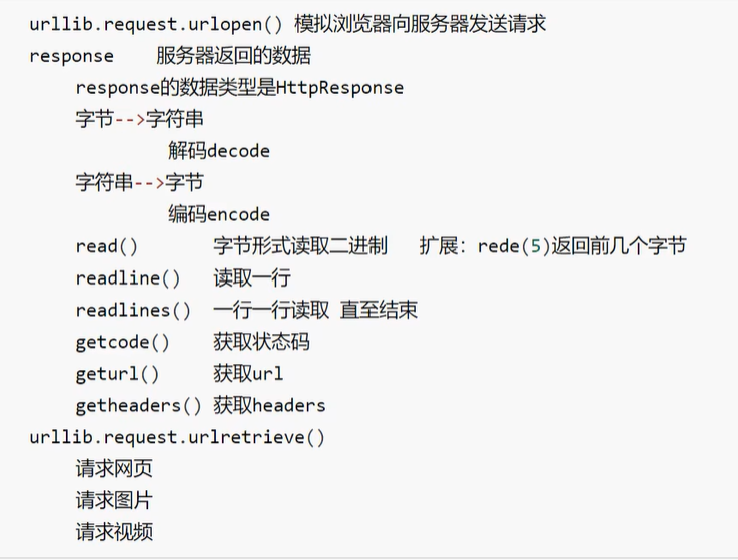 urllib.request.urlopen() 模拟浏览器向服务器发送请求
response 服务器返回的数据
response的数据类型是HttpResponse
字节-->字符串
解码decode
字符串-->字节
编码encode
read() 字节形式读取二进制 扩展：rede(5)返回前几个字节
readline() 读取一行
readlines() 一行一行读取 直至结束
getcode() 获取状态码
geturl() 获取url
getheaders() 获取headers
urllib.request.urlretrieve()
请求网页
请求图片
请求视频